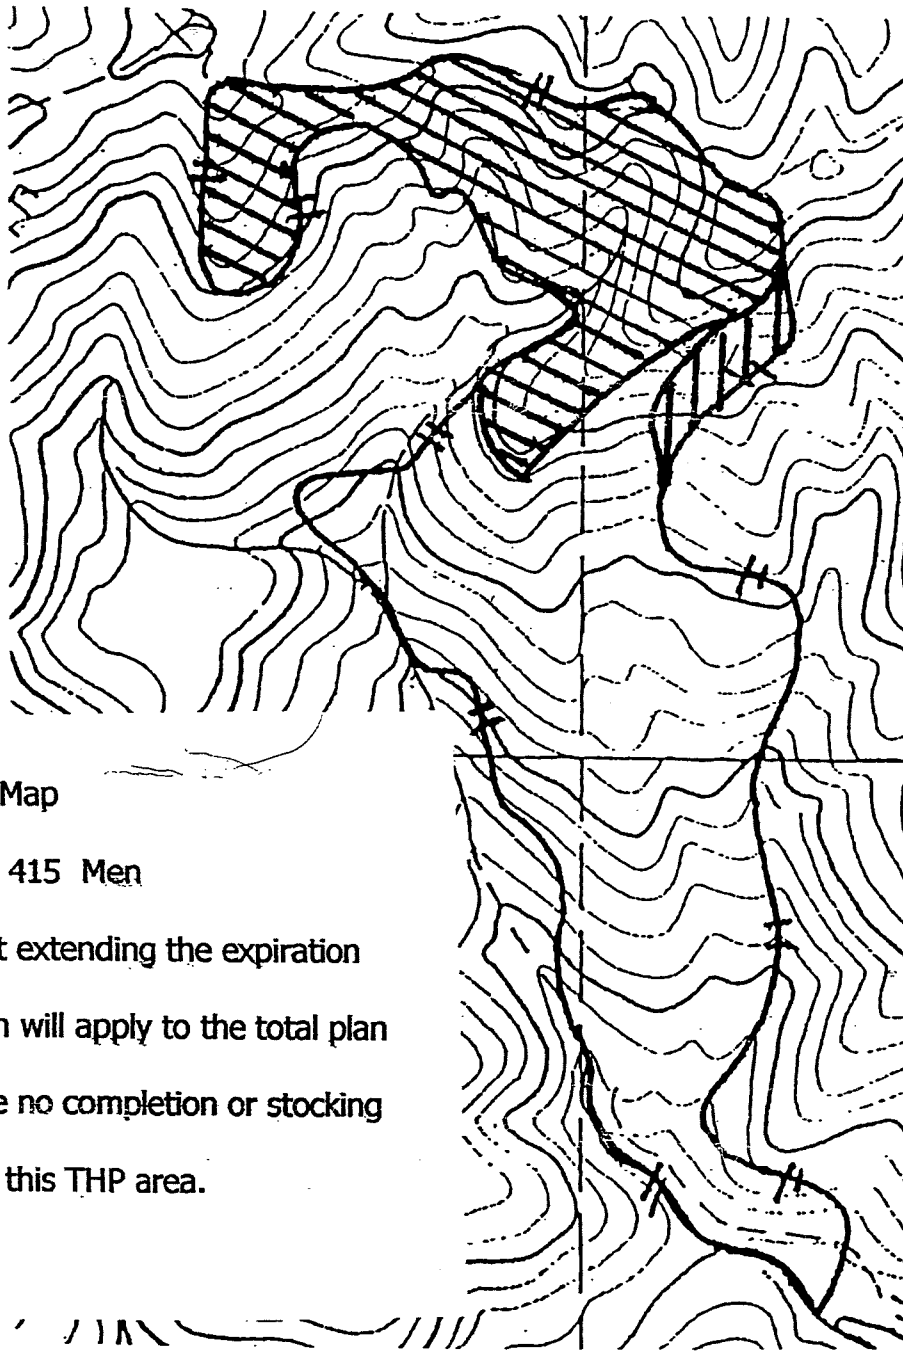 Map
415 Men
t extending the expiration
will apply to the total plan
e no completion or stocking
this THP area.